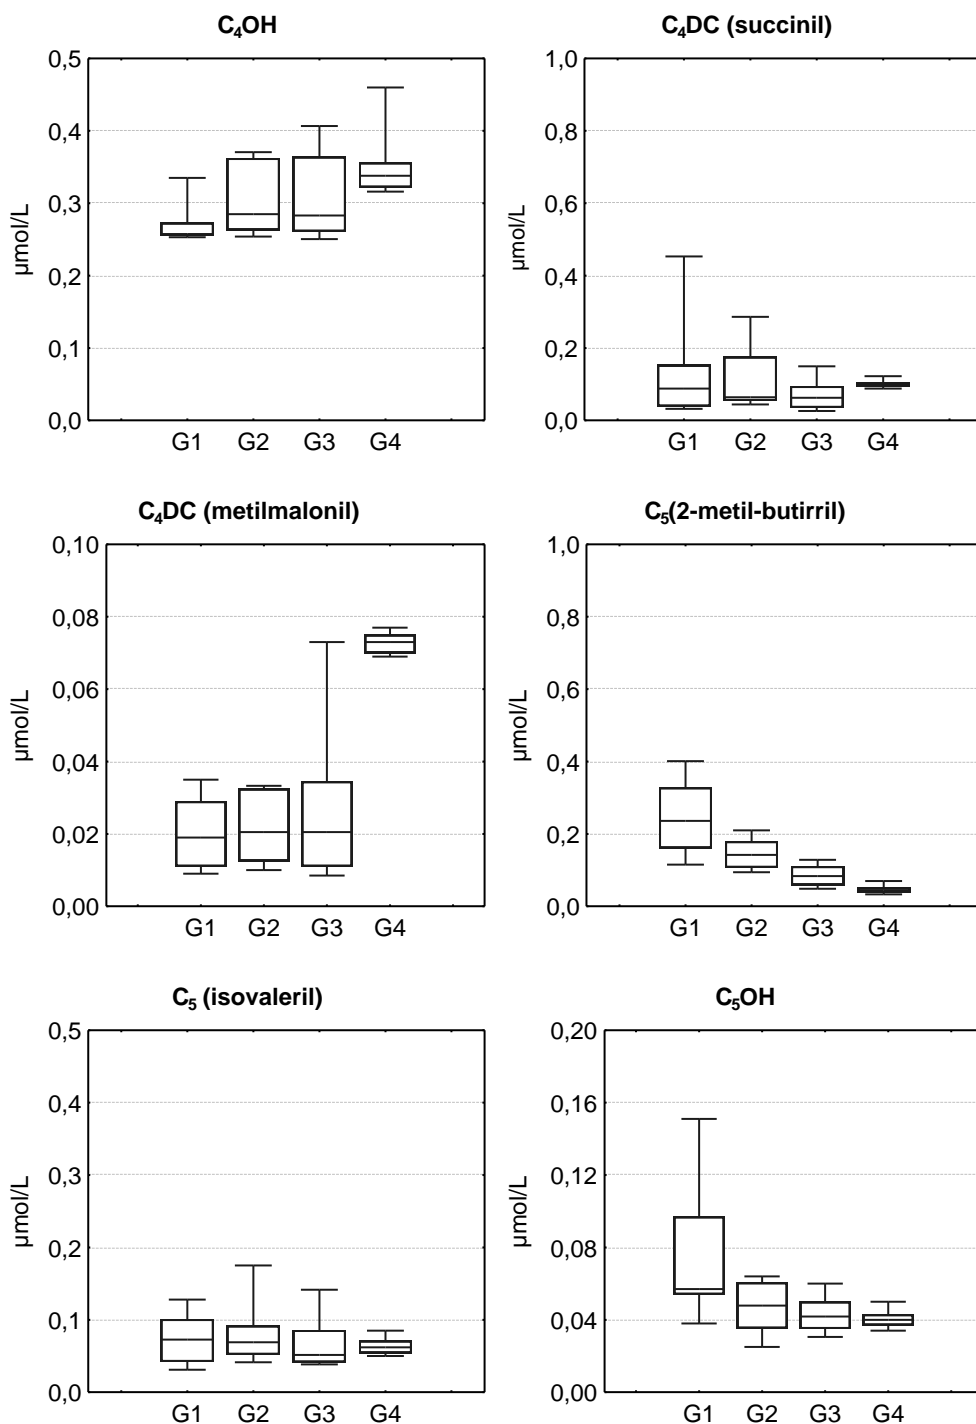 C₄OH
0,5
0,4
0,3
0,2
0,1
0,0
µmol/L
G1 G2 G3 G4
C₄DC (succinil)
1,0
0,8
0,6
0,4
0,2
0,0
µmol/L
G1 G2 G3 G4
C₄DC (metilmalonil)
0,10
0,08
0,06
0,04
0,02
0,00
µmol/L
G1 G2 G3 G4
C₅(2-metil-butirril)
1,0
0,8
0,6
0,4
0,2
0,0
µmol/L
G1 G2 G3 G4
C₅ (isovaleril)
0,5
0,4
0,3
0,2
0,1
0,0
µmol/L
G1 G2 G3 G4
C₅OH
0,20
0,16
0,12
0,08
0,04
0,00
µmol/L
G1 G2 G3 G4